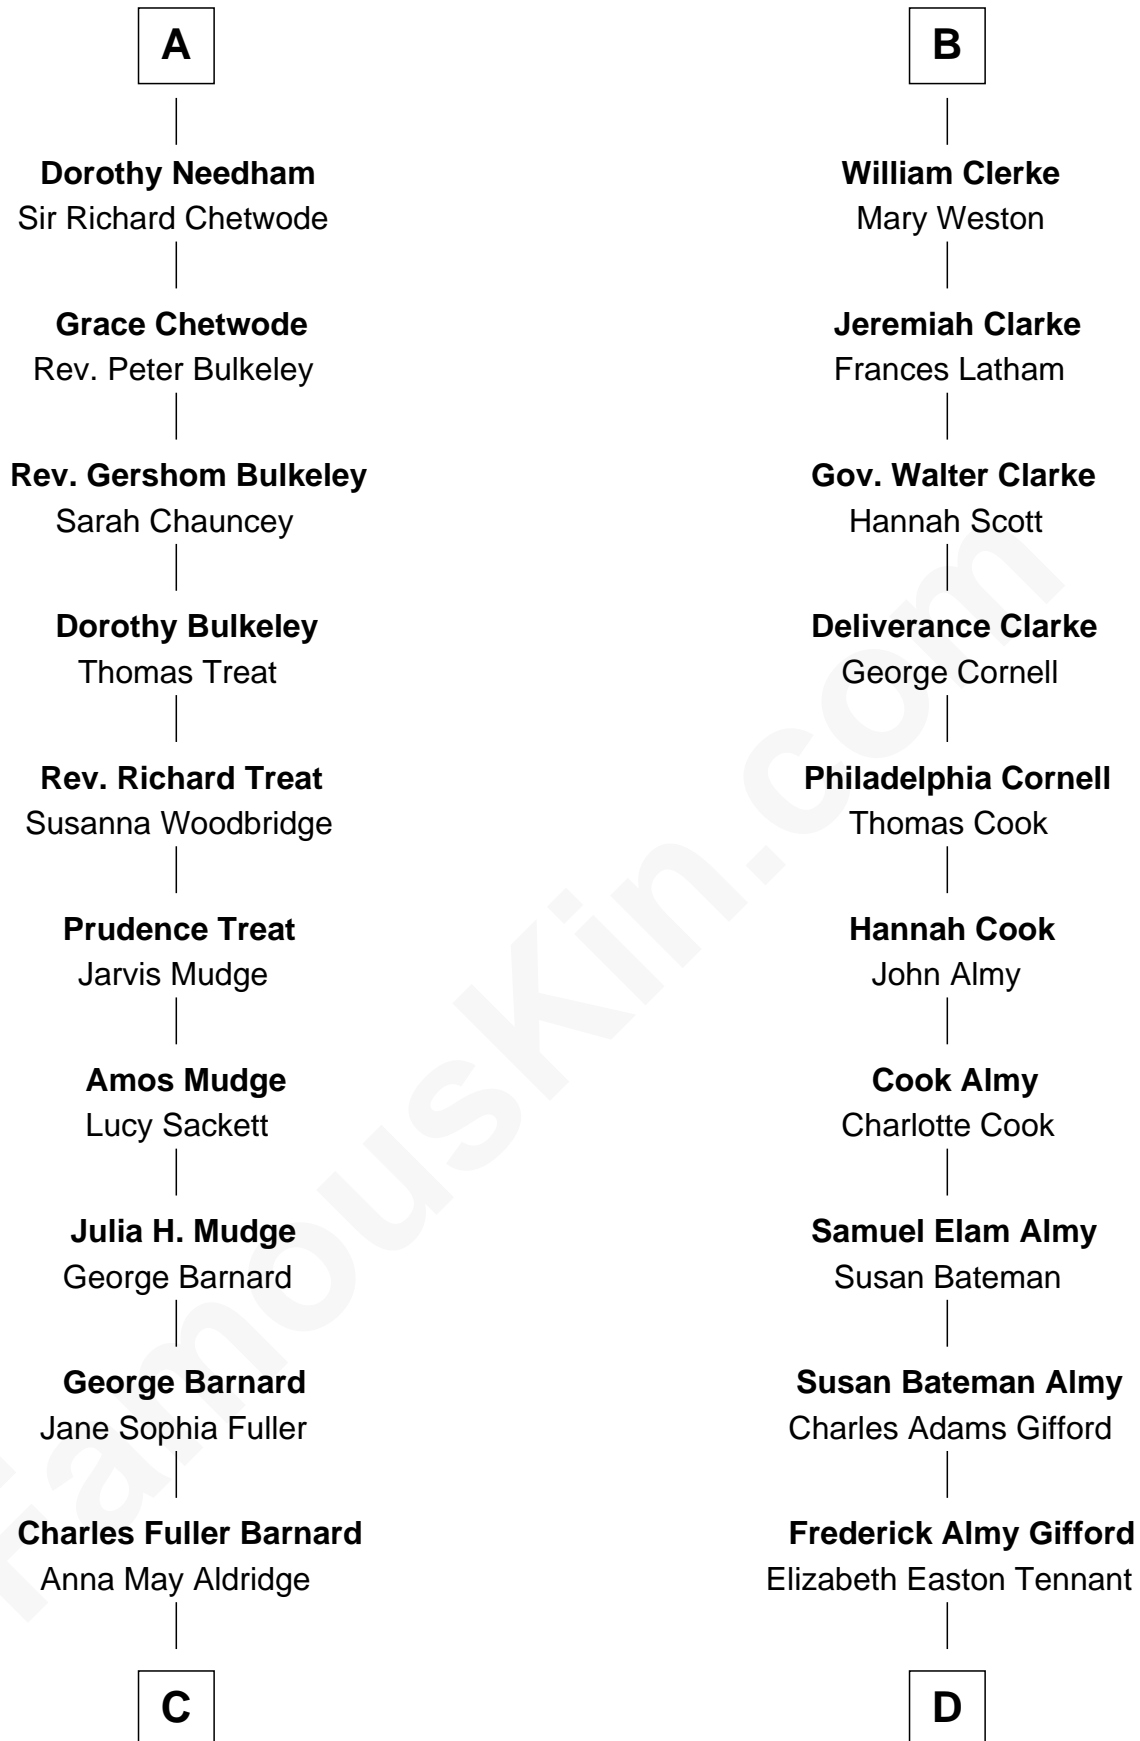 A
Dorothy Needham
Sir Richard Chetwode
Grace Chetwode
Rev. Peter Bulkeley
Rev. Gershom Bulkeley
Sarah Chauncey
Dorothy Bulkeley
Thomas Treat
Rev. Richard Treat
Susanna Woodbridge
Prudence Treat
Jarvis Mudge
Amos Mudge
Lucy Sackett
Julia H. Mudge
George Barnard
George Barnard
Jane Sophia Fuller
Charles Fuller Barnard
Anna May Aldridge
C
B
William Clerke
Mary Weston
Jeremiah Clarke
Frances Latham
Gov. Walter Clarke
Hannah Scott
Deliverance Clarke
George Cornell
Philadelphia Cornell
Thomas Cook
Hannah Cook
John Almy
Cook Almy
Charlotte Cook
Samuel Elam Almy
Susan Bateman
Susan Bateman Almy
Charles Adams Gifford
Frederick Almy Gifford
Elizabeth Easton Tennant
D
FamousKin.com